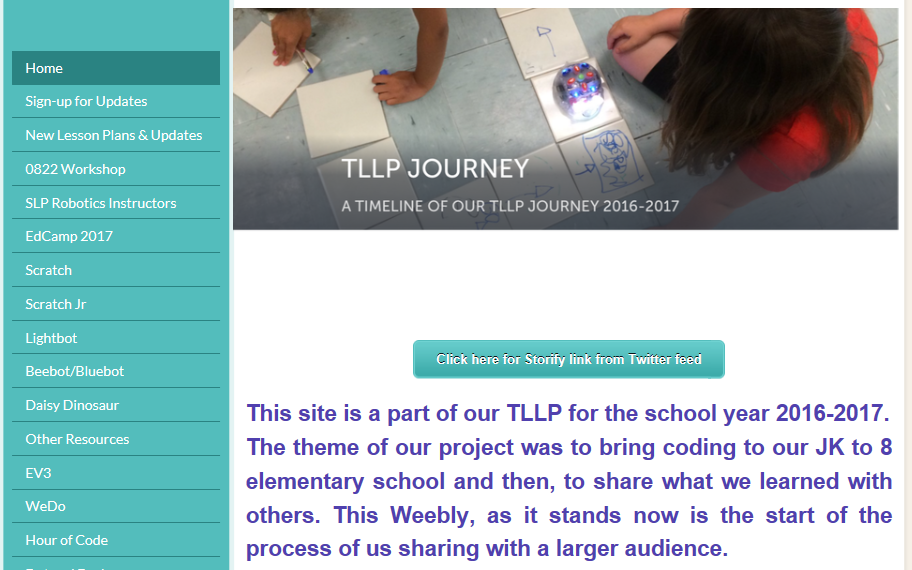 Home
Sign-up for Updates
New Lesson Plans & Updates
0822 Workshop
SLP Robotics Instructors
EdCamp 2017
Scratch
Scratch Jr
Lightbot
Beebot/Bluebot
Daisy Dinosaur
Other Resources
EV3
WeDo
Hour of Code
TLLP JOURNEY
A TIMELINE OF OUR TLLP JOURNEY 2016-2017
Click here for Storify link from Twitter feed
This site is a part of our TLLP for the school year 2016-2017.
The theme of our project was to bring coding to our JK to 8
elementary school and then, to share what we learned with
others. This Weebly, as it stands now is the start of the
process of us sharing with a larger audience.